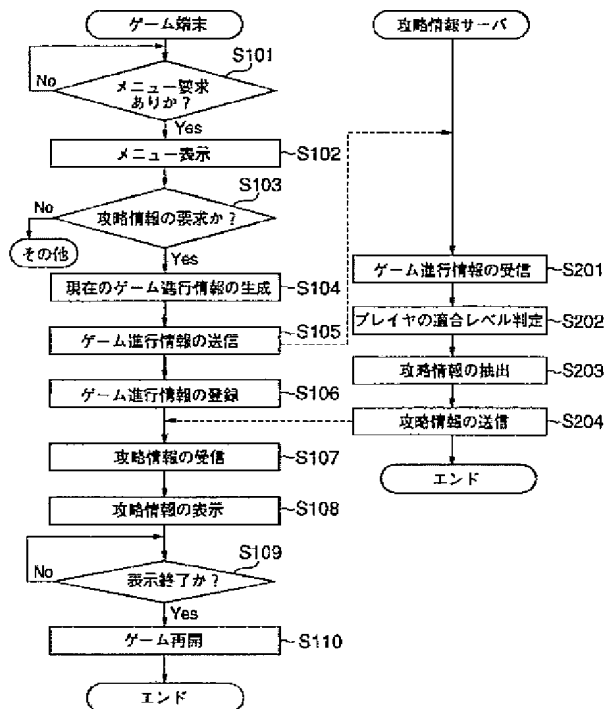 ゲーム端末
S101
メニュー要求
ありか？
No
Yes
メニュー表示
S102
S103
攻略情報の要求か？
No
その他
Yes
現在のゲーム進行情報の生成
S104
ゲーム進行情報の送信
S105
ゲーム進行情報の登録
S106
攻略情報の受信
S107
攻略情報の表示
S108
S109
表示終了か？
No
Yes
ゲーム再開
S110
エンド
攻略情報サーバ
ゲーム進行情報の受信
S201
プレイヤの適合レベル判定
S202
攻略情報の抽出
S203
攻略情報の送信
S204
エンド